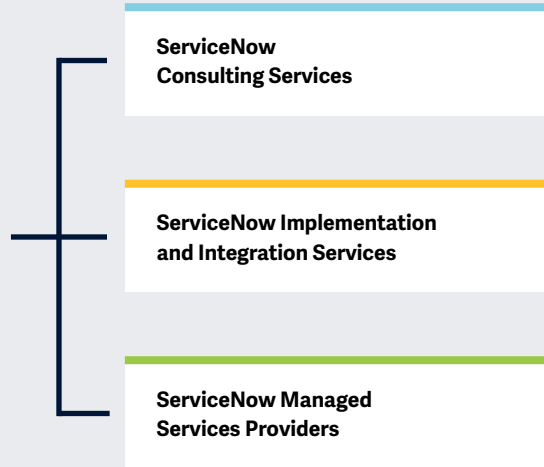 ServiceNow
Consulting Services
ServiceNow Implementation
and Integration Services
ServiceNow Managed
Services Providers